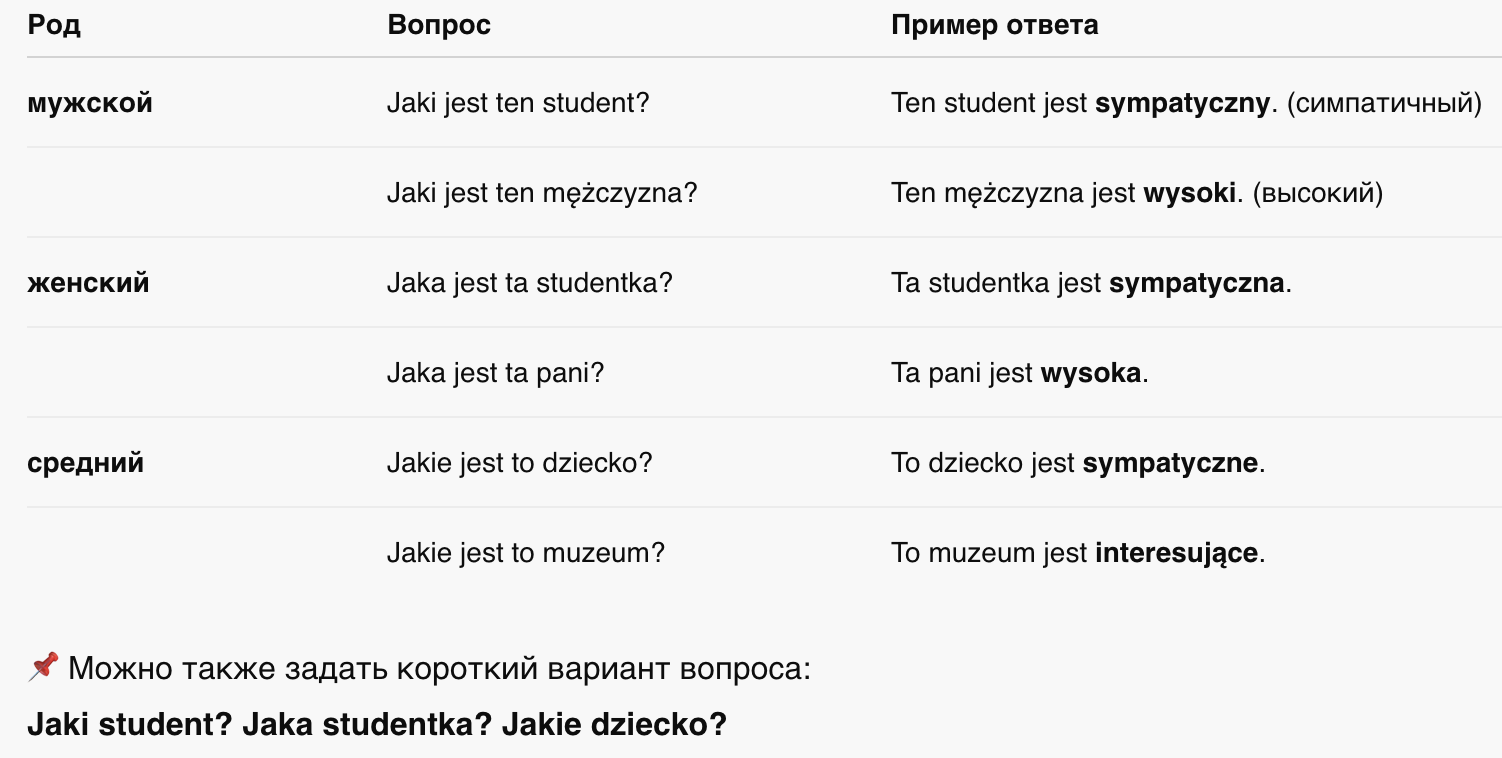 Род Вопрос Пример ответа
мужской Jaki jest ten student? Ten student jest sympatyczny. (симпатичный)
Jaki jest ten mężczyzna? Ten mężczyzna jest wysoki. (высокий)
женский Jaka jest ta studentka? Ta studentka jest sympatyczna.
Jaka jest ta pani? Ta pani jest wysoka.
средний Jakie jest to dziecko? To dziecko jest sympatyczne.
Jakie jest to muzeum? To muzeum jest interesujące.
📌 Можно также задать короткий вариант вопроса:
Jaki student? Jaka studentka? Jakie dziecko?